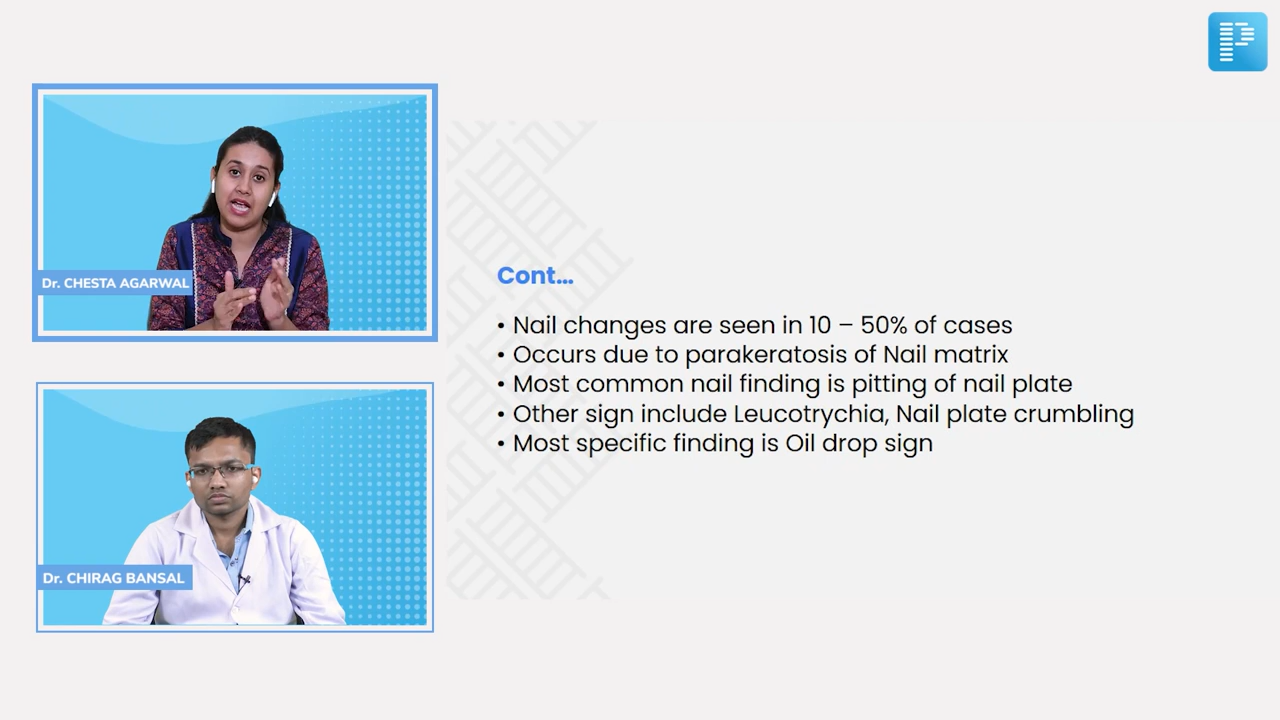 Dr. CHESTA AGARWAL
Dr. CHIRAG BANSAL
Cont...
• Nail changes are seen in 10 – 50% of cases
• Occurs due to parakeratosis of Nail matrix
• Most common nail finding is pitting of nail plate
• Other sign include Leucotrychia, Nail plate crumbling
• Most specific finding is Oil drop sign